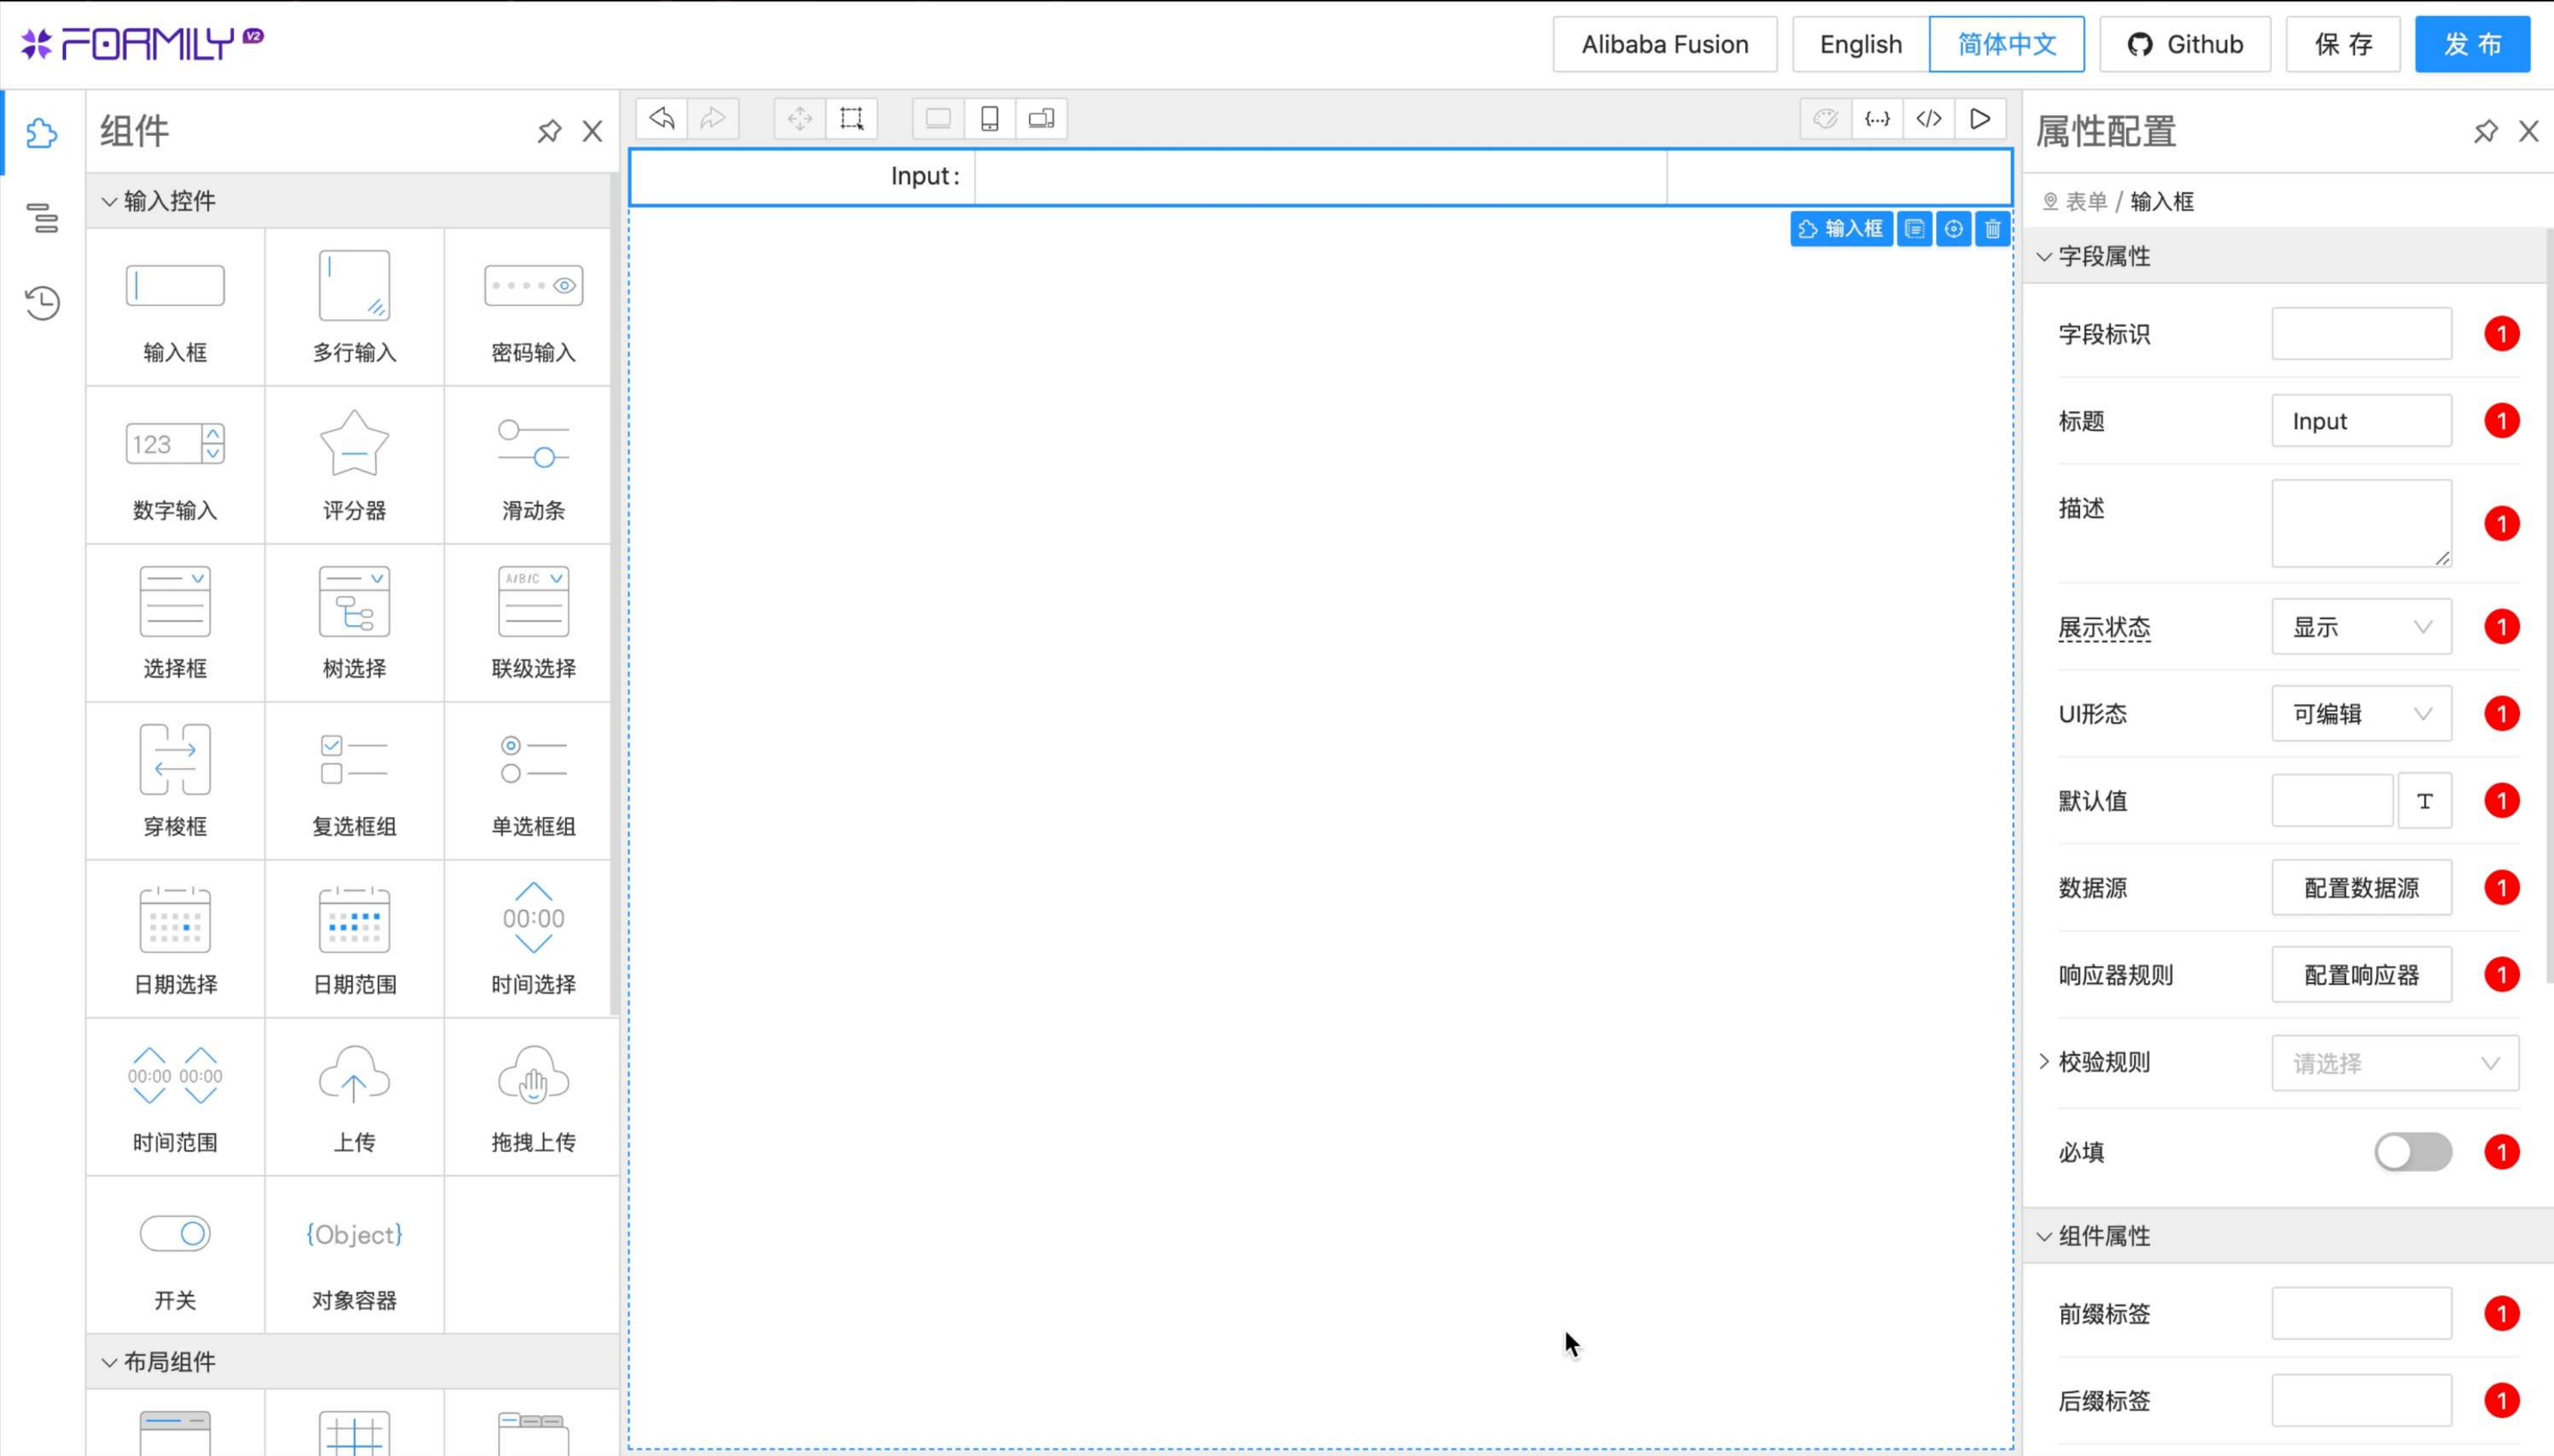 FORMILY V2
Alibaba Fusion
English
简体中文
Github
保 存
发 布
组件
输入控件
输入框
多行输入
密码输入
123
数字输入
评分器
滑动条
选择框
树选择
A/B/C
联级选择
穿梭框
复选框组
单选框组
日期选择
日期范围
00:00
时间选择
00:00 00:00
时间范围
上传
拖拽上传
开关
{Object}
对象容器
布局组件
{...}
</>
Input :
输入框
属性配置
表单 / 输入框
字段属性
字段标识
1
标题
Input
1
描述
1
展示状态
显示
1
UI形态
可编辑
1
默认值
T
1
数据源
配置数据源
1
响应器规则
配置响应器
1
校验规则
请选择
必填
1
组件属性
前缀标签
1
后缀标签
1